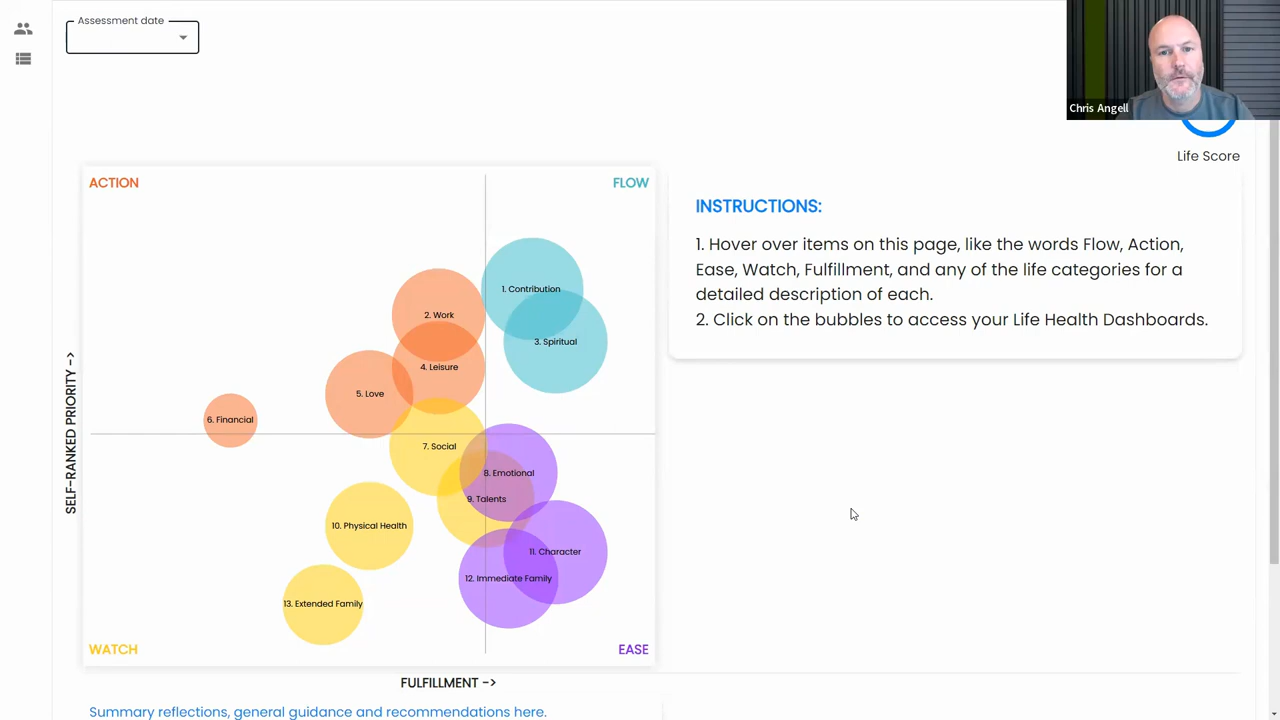 Assessment date
Chris Angell
Life Score
ACTION
FLOW
INSTRUCTIONS:
1. Hover over items on this page, like the words Flow, Action,
Ease, Watch, Fulfillment, and any of the life categories for a
detailed description of each.
2. Click on the bubbles to access your Life Health Dashboards.
1. Contribution
2. Work
3. Spiritual
4. Leisure
5. Love
6. Financial
7. Social
8. Emotional
9. Talents
10. Physical Health
11. Character
12. Immediate Family
13. Extended Family
SELF-RANKED PRIORITY ->
WATCH
EASE
FULFILLMENT ->
Summary reflections, general guidance and recommendations here.